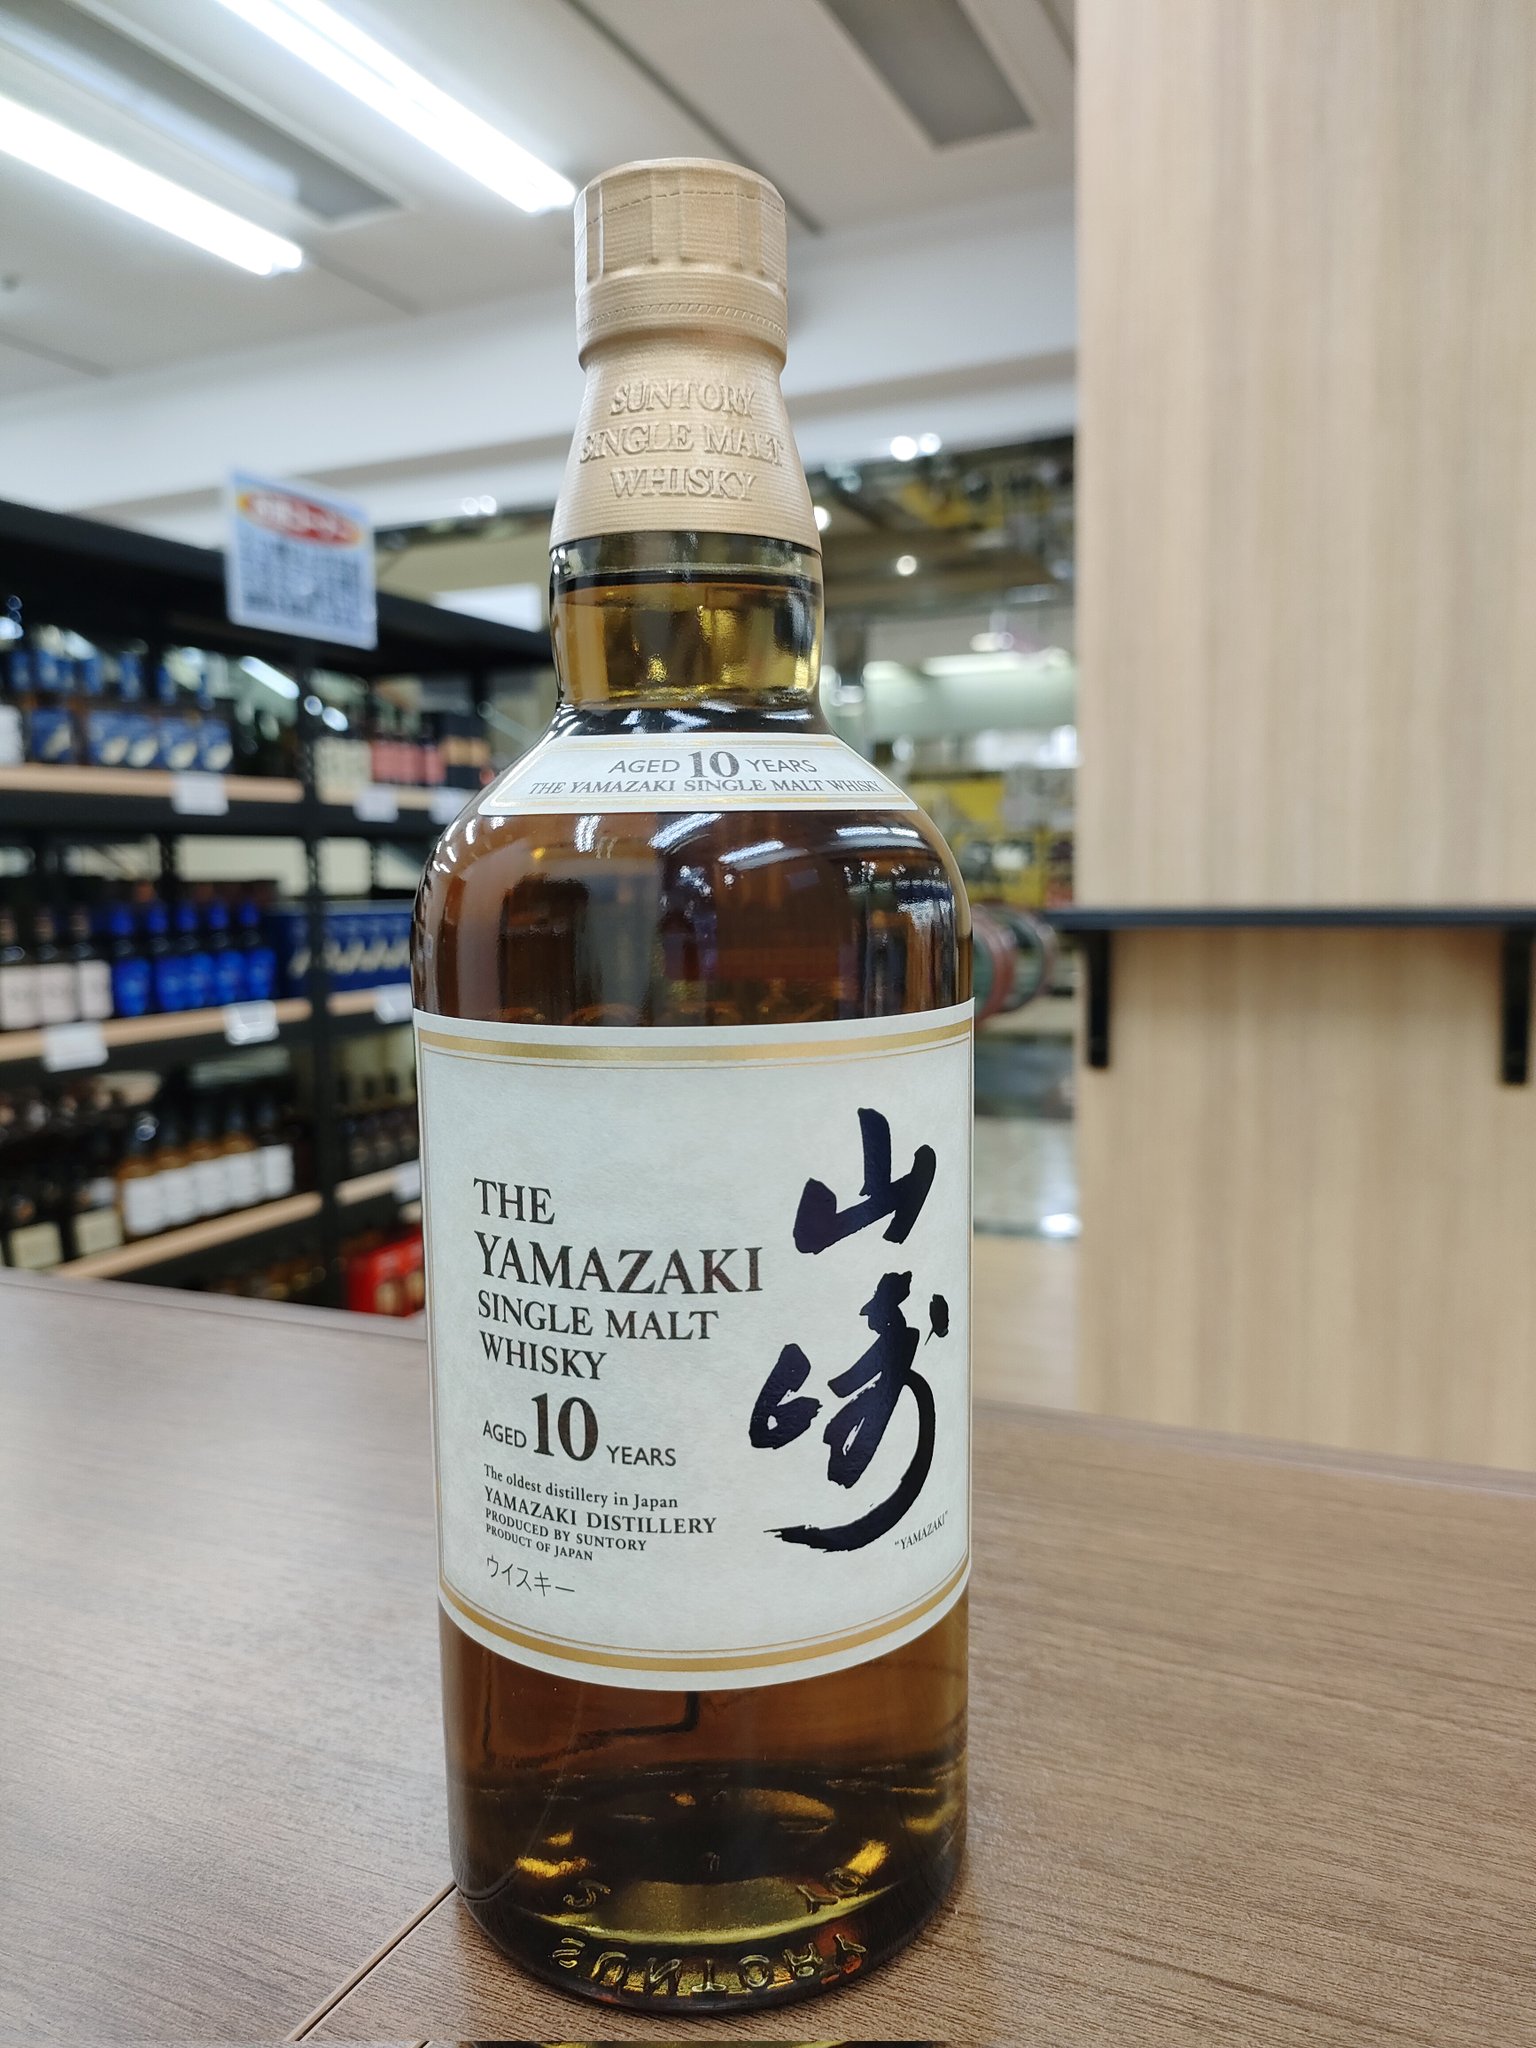 SUNTORY
SINGLE MALT
WHISKY
AGED 10 YEARS
THE YAMAZAKI SINGLE MALT WHISKY
THE
YAMAZAKI
SINGLE MALT
WHISKY
AGED 10 YEARS
The oldest distillery in Japan
YAMAZAKI DISTILLERY
PRODUCED BY SUNTORY
PRODUCT OF JAPAN
ウイスキー
山崎
"YAMAZAKI"
SUNTORY